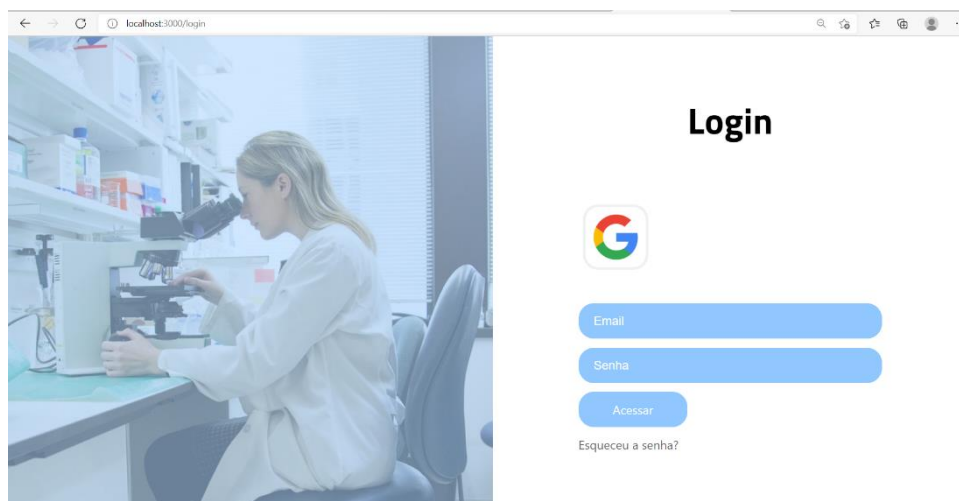 localhost:3000/login
Login
Email
Senha
Acessar
Esqueceu a senha?